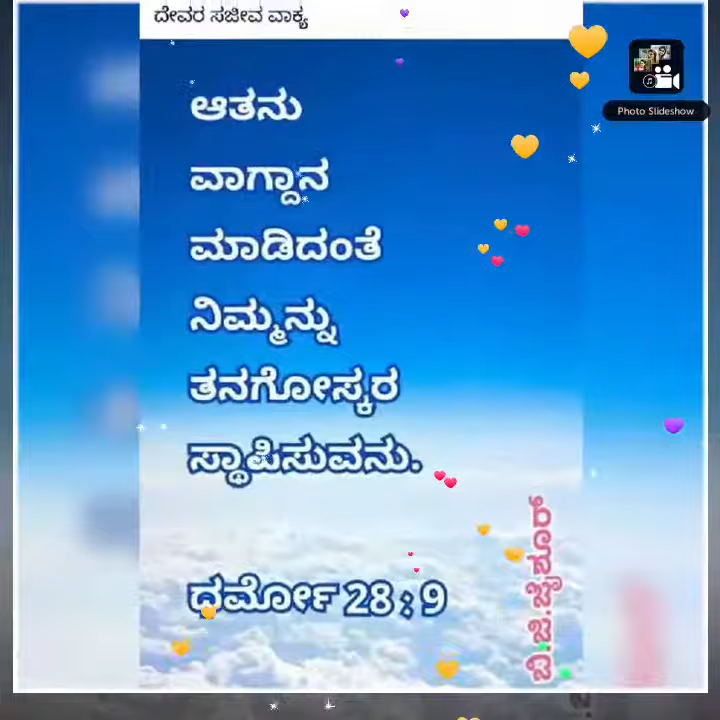 ದೇವರ ಸಜೀವ ವಾಕ್ಯ
Photo Slideshow
ಆತನು
ವಾಗ್ದಾನ
ಮಾಡಿದಂತೆ
ನಿಮ್ಮನ್ನು
ತನಗೋಸ್ಕರ
ಸ್ಥಾಪಿಸುವನು.
ಧರ್ಮೋ 28 : 9